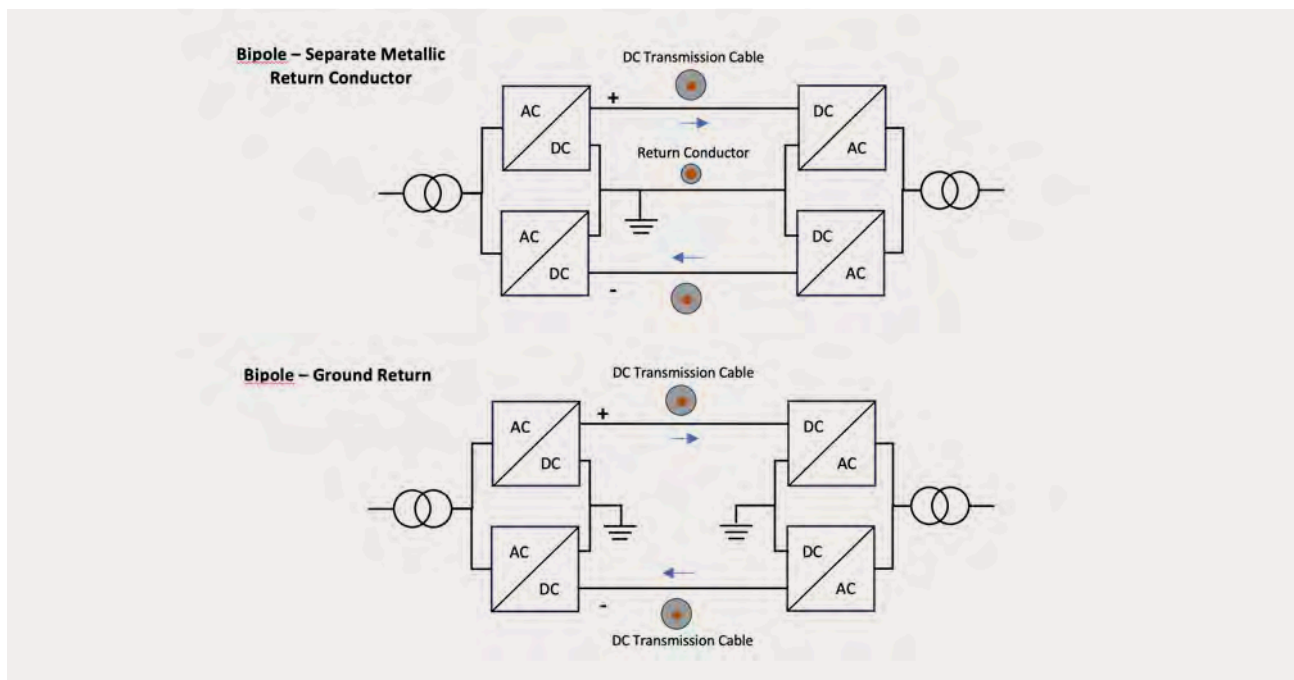 Bipole – Separate Metallic
Return Conductor
DC Transmission Cable
+
AC
DC
DC
AC
Return Conductor
AC
DC
DC
AC
-
Bipole – Ground Return
DC Transmission Cable
+
AC
DC
DC
AC
AC
DC
DC
AC
-
DC Transmission Cable